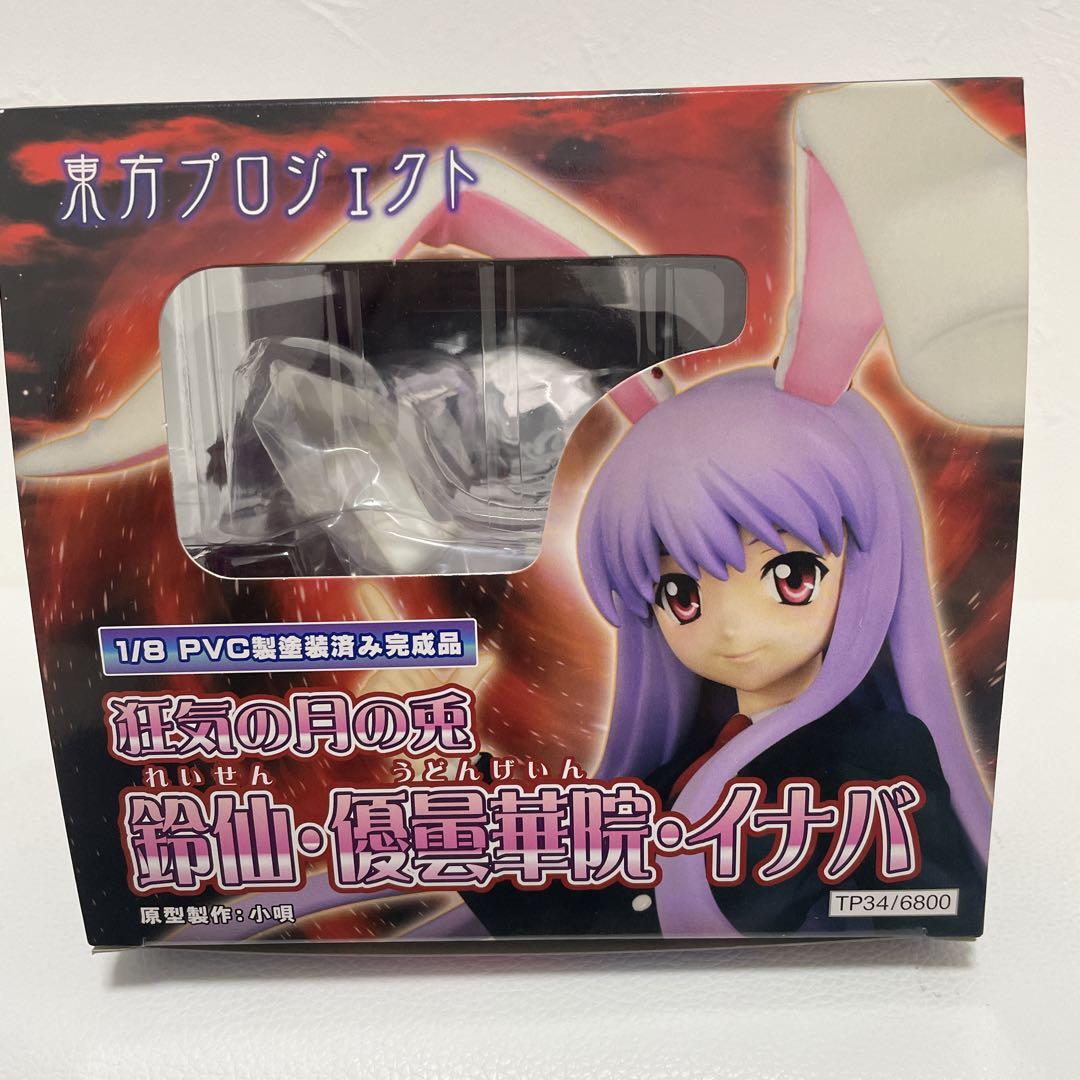 東方プロジェクト
1/8 PVC製塗装済み完成品
狂気の月の兎
れいせん うどんげいん
鈴仙・優曇華院・イナバ
原型製作：小唄
TP34/6800